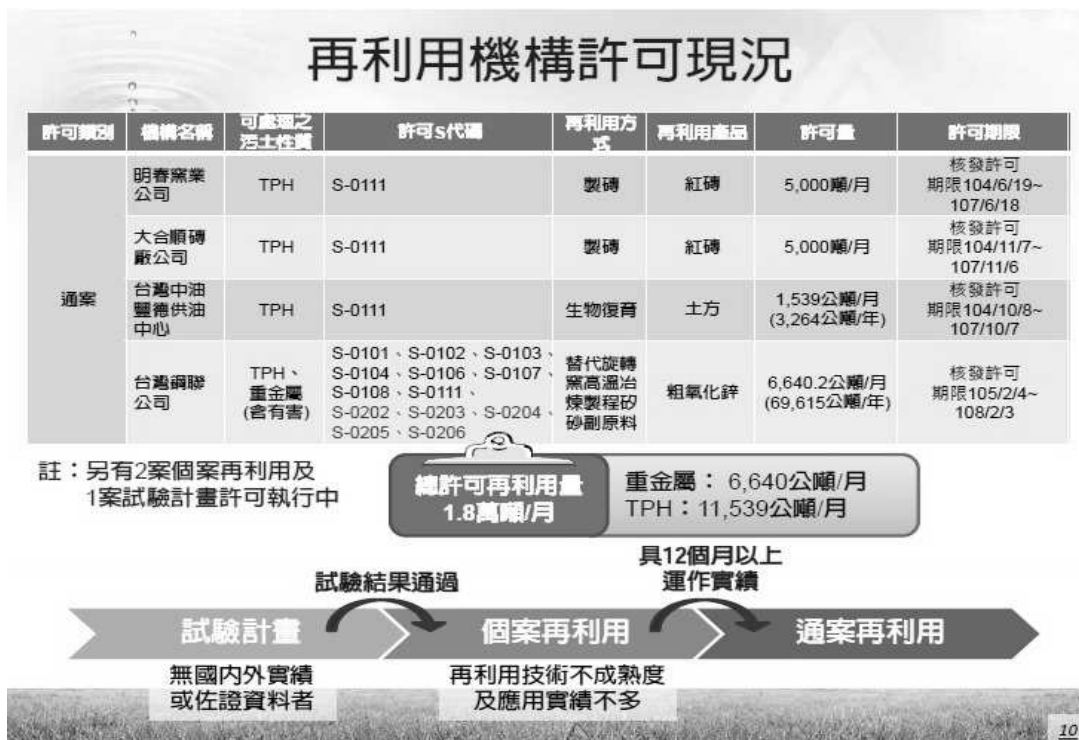 再利用機構許可現況
許可類別 機構名稱 可處理之 許可s代碼 再利用方 再利用產品 許可量 許可期限
污土性質 式
明春窯業 TPH S-0111 製磚 紅磚 5,000噸/月 核發許可
公司 期限104/6/19~
107/6/18
大合順磚 TPH S-0111 製磚 紅磚 5,000噸/月 核發許可
廠公司 期限104/11/7~
107/11/6
通案
台灣中油 TPH S-0111 生物復育 土方 1,539公噸/月 核發許可
豐德供油 (3,264公噸/年) 期限104/10/8~
中心 107/10/7
台灣鋼聯 TPH、 S-0101、S-0102、S-0103、 替代旋轉 粗氧化鋅 6,640.2公噸/月 核發許可
公司 重金屬 S-0104、S-0106、S-0107、 窯高溫冶 (69,615公噸/年) 期限105/2/4~
(含有害) S-0108、S-0111、 煉製程矽 108/2/3
S-0202、S-0203、S-0204、 砂副原料
S-0205、S-0206
註：另有2案個案再利用及
1案試驗計畫許可執行中
總許可再利用量
1.8萬噸/月
重金屬： 6,640公噸/月
TPH：11,539公噸/月
試驗結果通過
具12個月以上
運作實績
試驗計畫 個案再利用 通案再利用
無國內外實績
或佐證資料者
再利用技術不成熟度
及應用實績不多
10